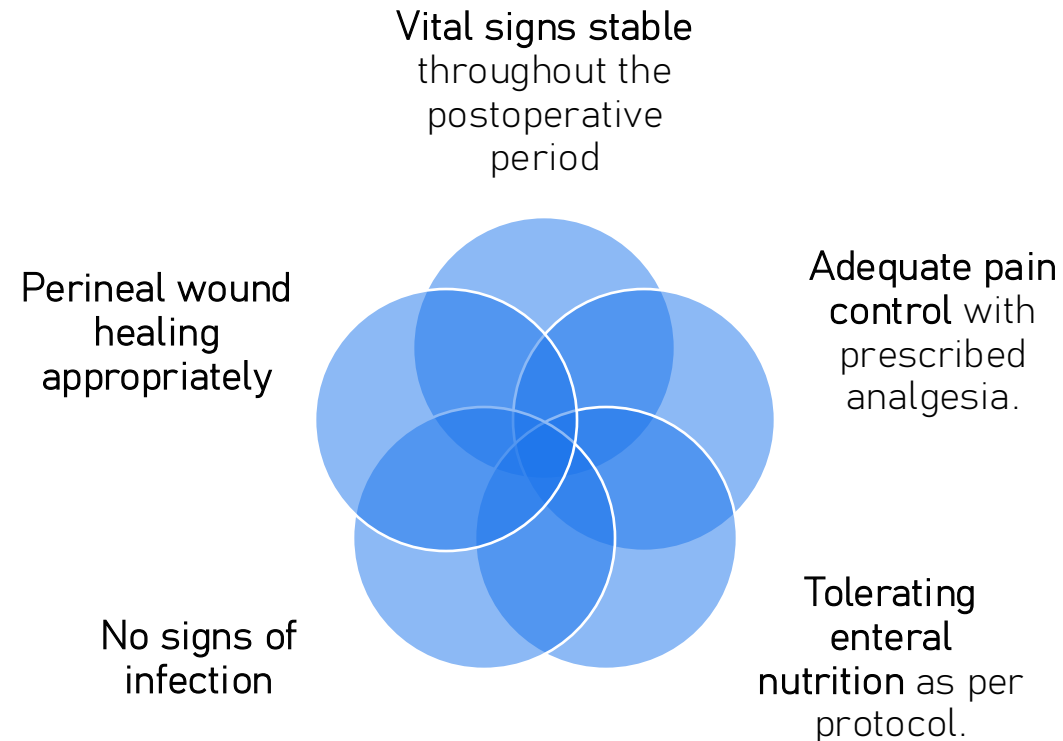 Vital signs stable
throughout the
postoperative
period
Adequate pain
control with
prescribed
analgesia.
Tolerating
enteral
nutrition as per
protocol.
No signs of
infection
Perineal wound
healing
appropriately